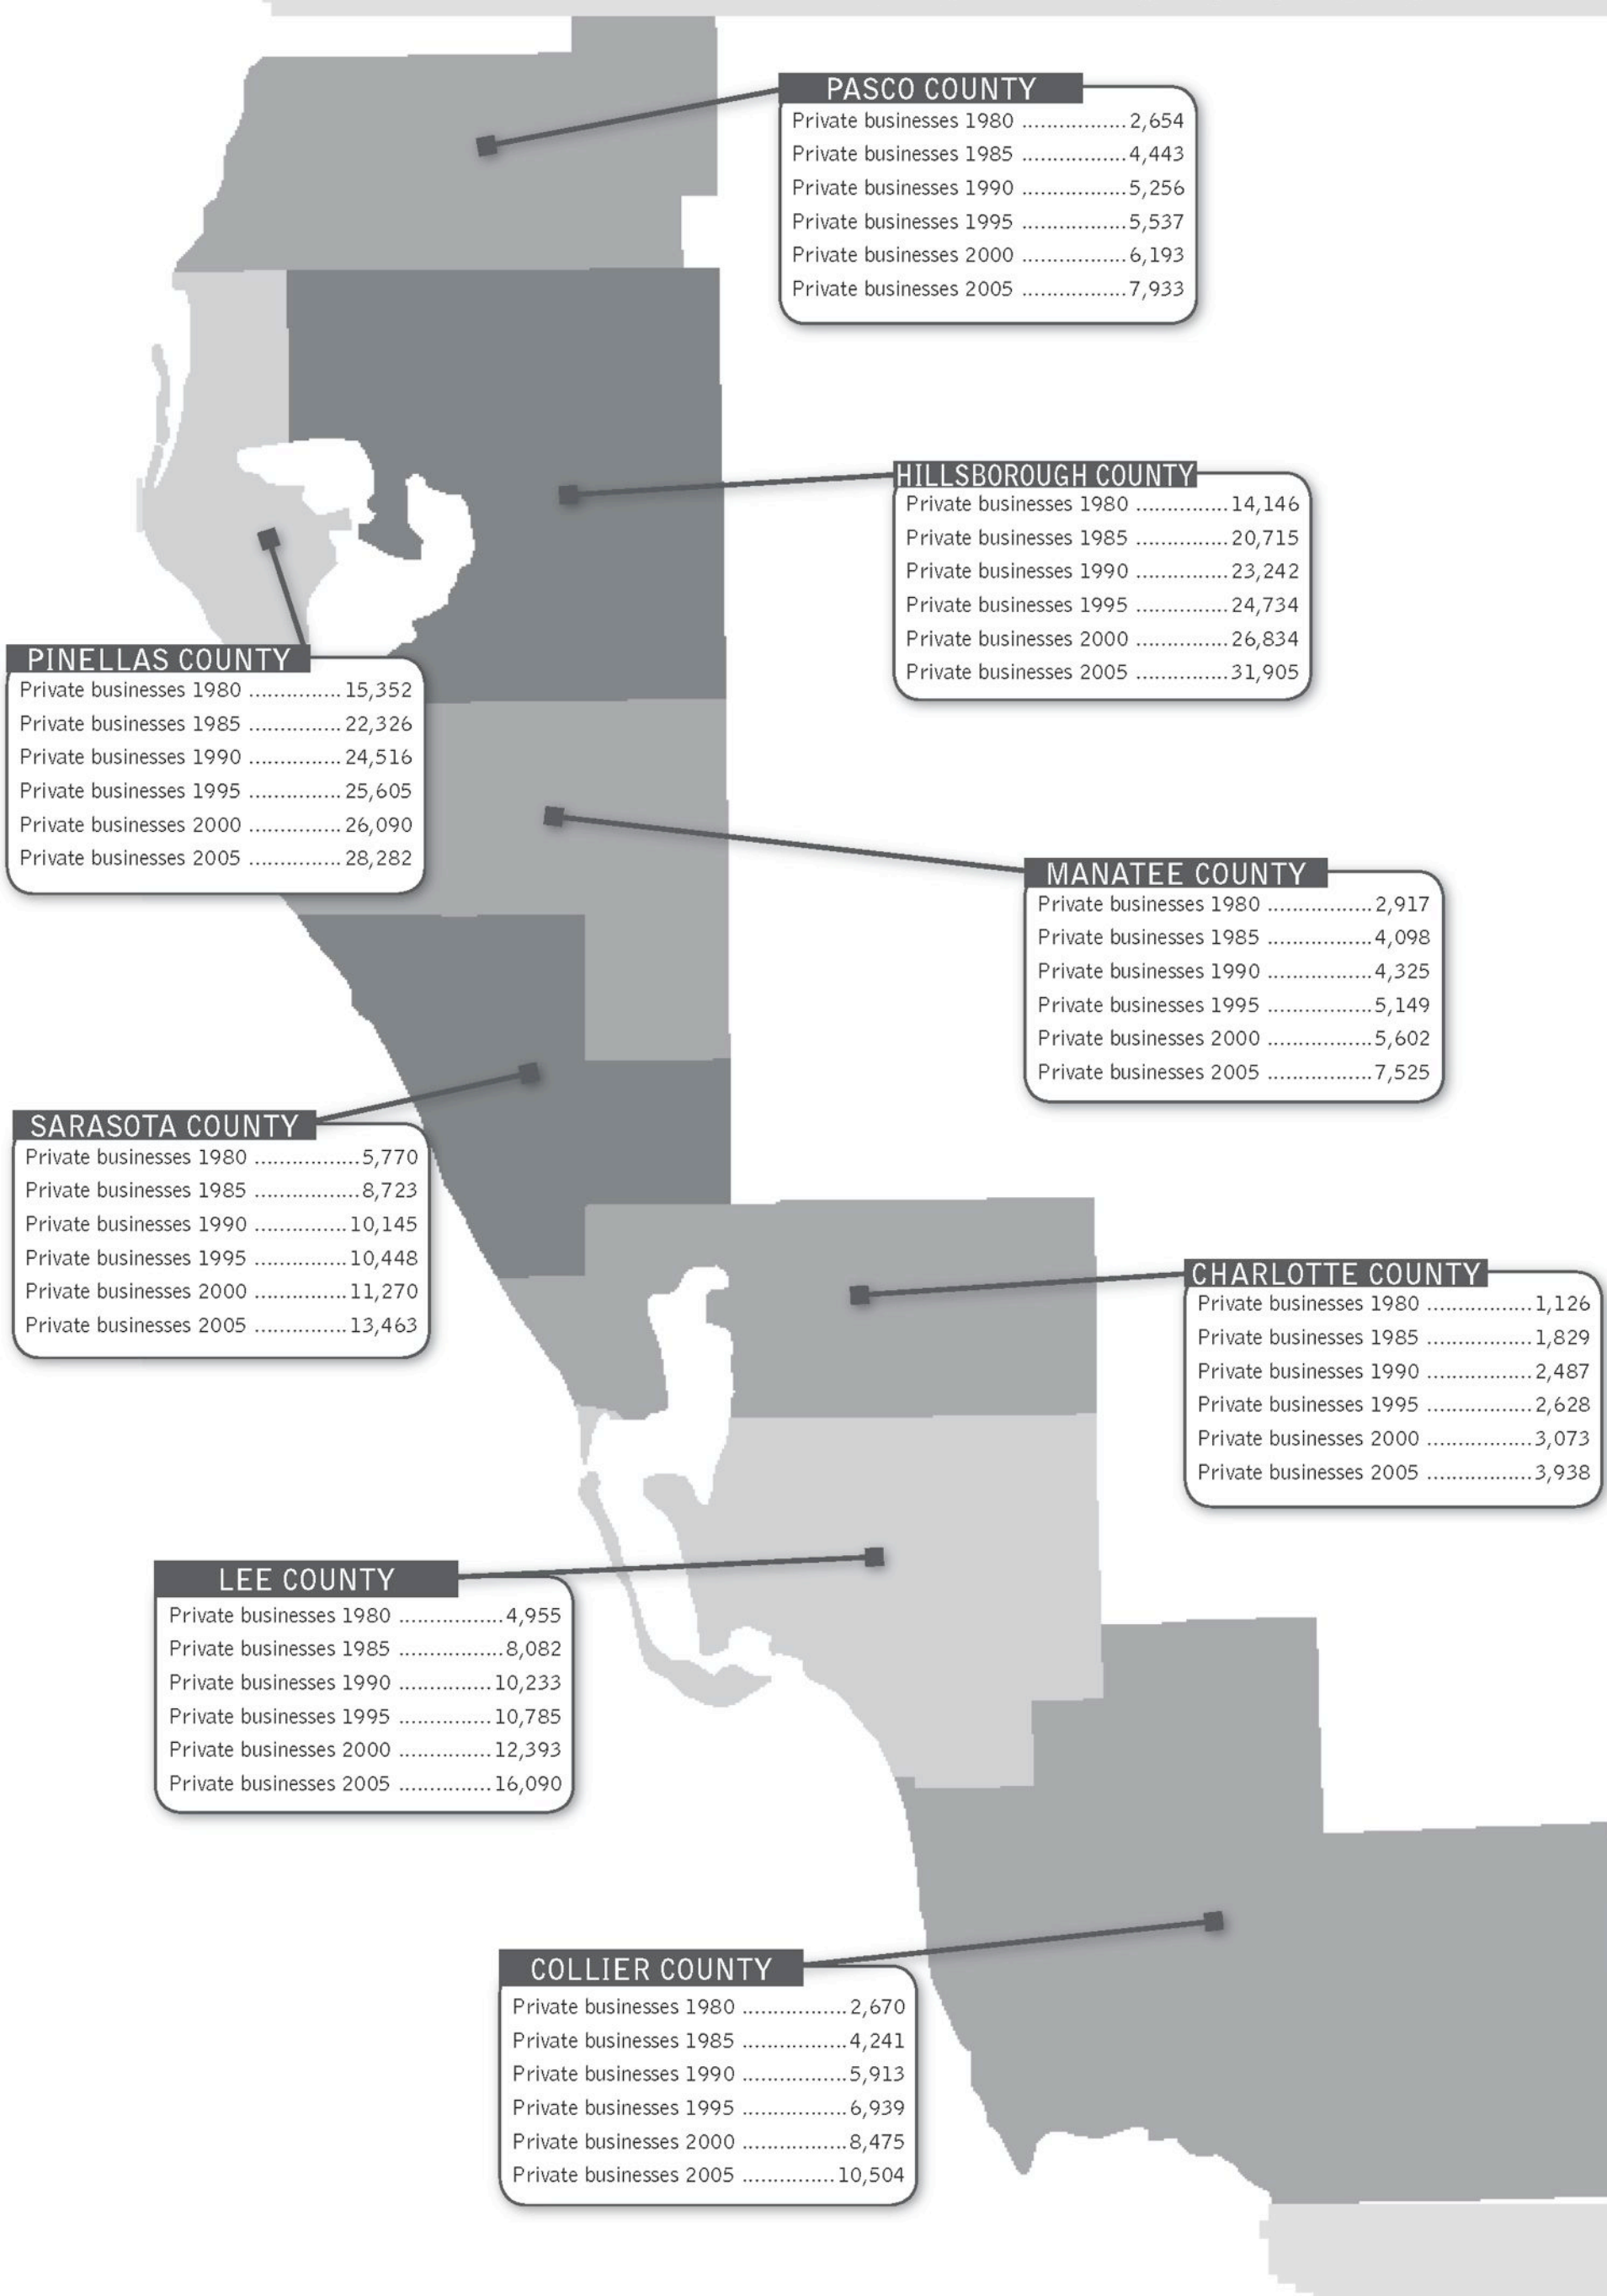 PASCO COUNTY
Private businesses 1980 .................2,654
Private businesses 1985 .................4,443
Private businesses 1990 .................5,256
Private businesses 1995 .................5,537
Private businesses 2000 .................6,193
Private businesses 2005 .................7,933
HILLSBOROUGH COUNTY
Private businesses 1980 ...............14,146
Private businesses 1985 ...............20,715
Private businesses 1990 ...............23,242
Private businesses 1995 ...............24,734
Private businesses 2000 ...............26,834
Private businesses 2005 ...............31,905
PINELLAS COUNTY
Private businesses 1980 ...............15,352
Private businesses 1985 ...............22,326
Private businesses 1990 ...............24,516
Private businesses 1995 ...............25,605
Private businesses 2000 ...............26,090
Private businesses 2005 ...............28,282
MANATEE COUNTY
Private businesses 1980 .................2,917
Private businesses 1985 .................4,098
Private businesses 1990 .................4,325
Private businesses 1995 .................5,149
Private businesses 2000 .................5,602
Private businesses 2005 .................7,525
SARASOTA COUNTY
Private businesses 1980 .................5,770
Private businesses 1985 .................8,723
Private businesses 1990 ...............10,145
Private businesses 1995 ...............10,448
Private businesses 2000 ...............11,270
Private businesses 2005 ...............13,463
CHARLOTTE COUNTY
Private businesses 1980 .................1,126
Private businesses 1985 .................1,829
Private businesses 1990 .................2,487
Private businesses 1995 .................2,628
Private businesses 2000 .................3,073
Private businesses 2005 .................3,938
LEE COUNTY
Private businesses 1980 .................4,955
Private businesses 1985 .................8,082
Private businesses 1990 ...............10,233
Private businesses 1995 ...............10,785
Private businesses 2000 ...............12,393
Private businesses 2005 ...............16,090
COLLIER COUNTY
Private businesses 1980 .................2,670
Private businesses 1985 .................4,241
Private businesses 1990 .................5,913
Private businesses 1995 .................6,939
Private businesses 2000 .................8,475
Private businesses 2005 ...............10,504